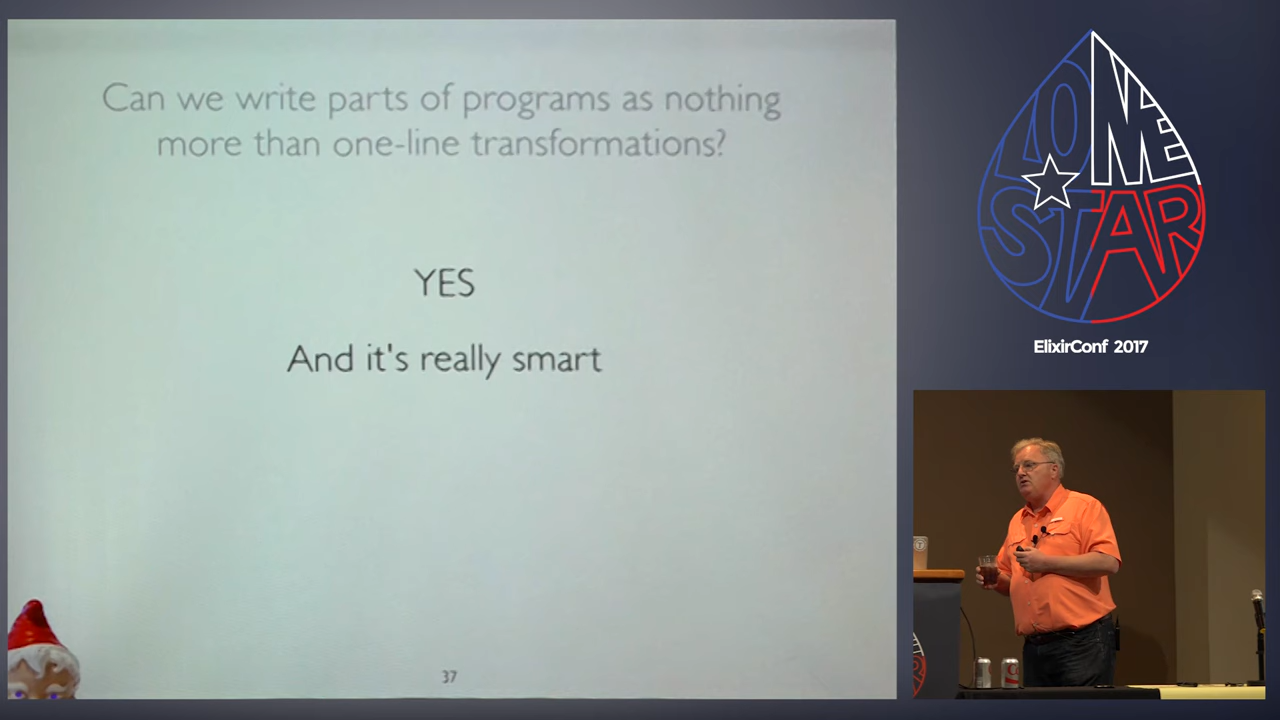 Can we write parts of programs as nothing
more than one-line transformations?
YES
And it's really smart
37
LONE
STAR
ElixirConf 2017